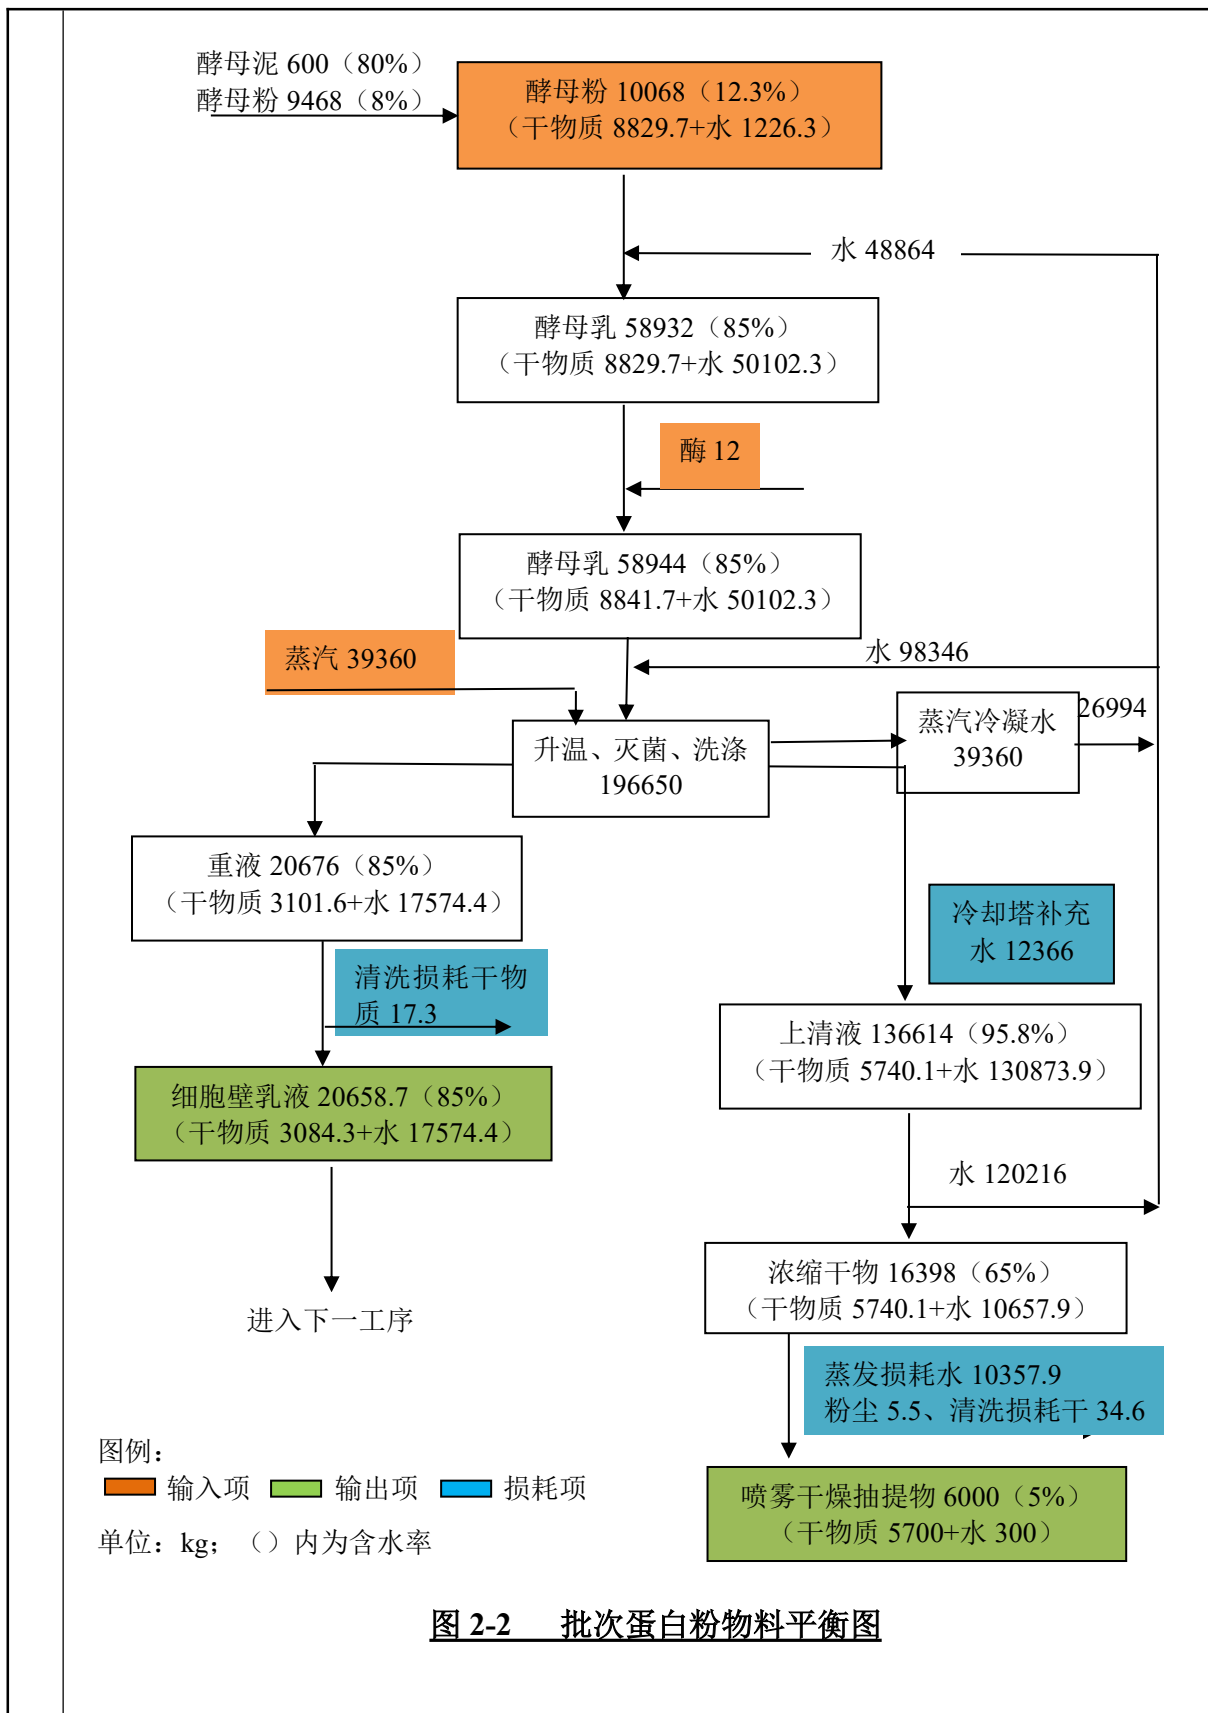 酵母泥 600（80%）
酵母粉 9468（8%）
酵母粉 10068（12.3%）
（干物质 8829.7+水 1226.3）
水 48864
酵母乳 58932（85%）
（干物质 8829.7+水 50102.3）
酶 12
酵母乳 58944（85%）
（干物质 8841.7+水 50102.3）
蒸汽 39360
水 98346
升温、灭菌、洗涤
196650
蒸汽冷凝水
39360
26994
重液 20676（85%）
（干物质 3101.6+水 17574.4）
冷却塔补充
水 12366
清洗损耗干物
质 17.3
上清液 136614（95.8%）
（干物质 5740.1+水 130873.9）
细胞壁乳液 20658.7（85%）
（干物质 3084.3+水 17574.4）
水 120216
浓缩干物 16398（65%）
（干物质 5740.1+水 10657.9）
进入下一工序
蒸发损耗水 10357.9
粉尘 5.5、清洗损耗干 34.6
图例：
输入项 输出项 损耗项
喷雾干燥抽提物 6000（5%）
（干物质 5700+水 300）
单位：kg；（）内为含水率
图 2-2 批次蛋白粉物料平衡图